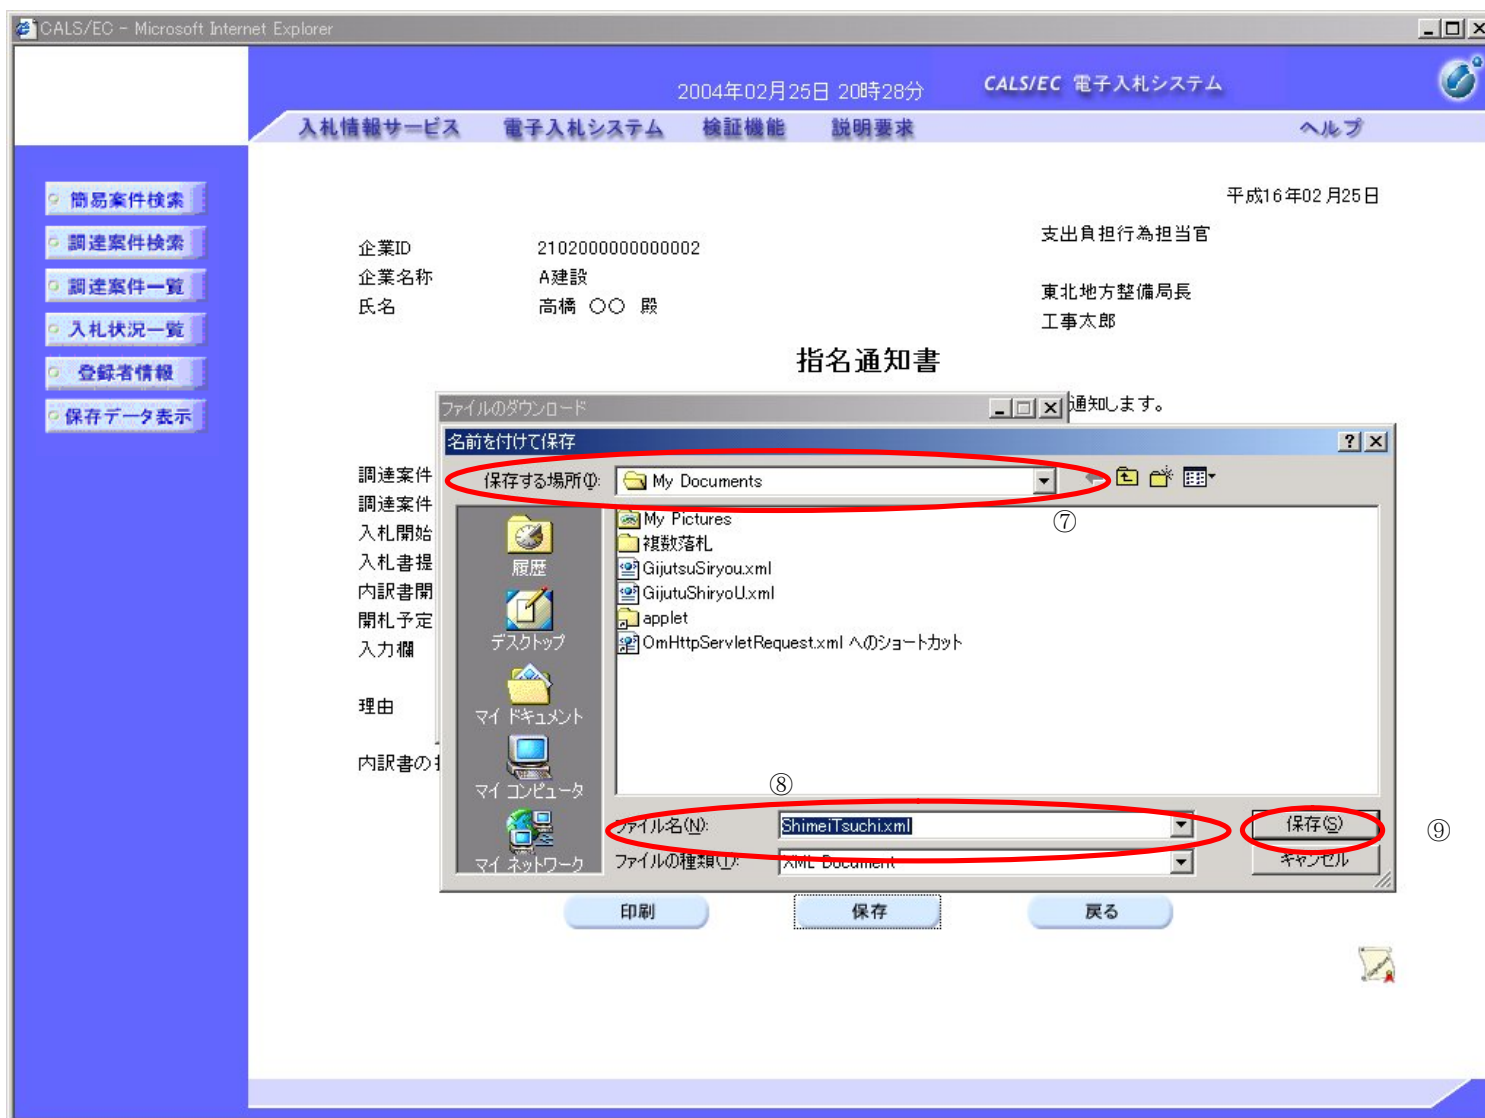 CALS/EC - Microsoft Internet Explorer
2004年02月25日 20時28分
CALS/EC 電子入札システム
入札情報サービス 電子入札システム 検証機能 説明要求 ヘルプ
簡易案件検索
調達案件検索
調達案件一覧
入札状況一覧
登録者情報
保存データ表示
平成16年02月25日
支出負担行為担当官
企業ID 2102000000000002
企業名称 A建設
氏名 高橋 〇〇 殿
東北地方整備局長
工事太郎
指名通知書
通知します。
調達案件
調達案件
入札開始
入札書提
内訳書開
開札予定
入力欄
理由
内訳書の
ファイルのダウンロード
名前を付けて保存
保存する場所(I): My Documents
⑦
My Pictures
複数落札
GijutsuSiryou.xml
GijutuShiryoU.xml
applet
OmHttpServletRequest.xml へのショートカット
履歴
デスクトップ
マイ ドキュメント
マイ コンピュータ
マイ ネットワーク
⑧
ファイル名(N): ShimeiTsuchi.xml 保存(S)
⑨
ファイルの種類(T): XML Document キャンセル
印刷 保存 戻る